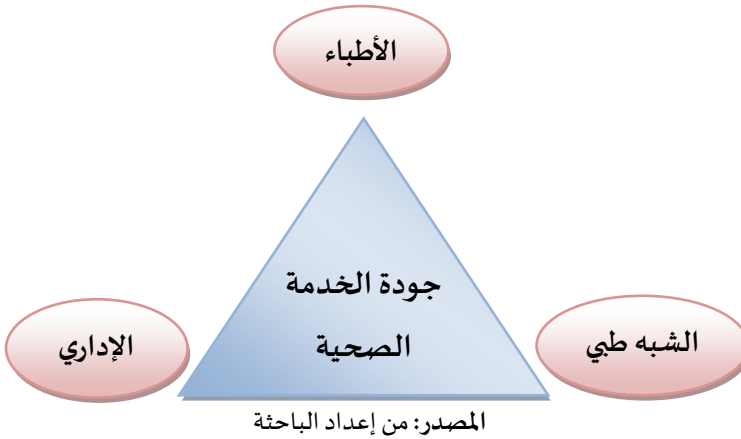 الأطباء
جودة الخدمة
الصحية
الشبه طبي
الإداري
المصدر: من إعداد الباحثة